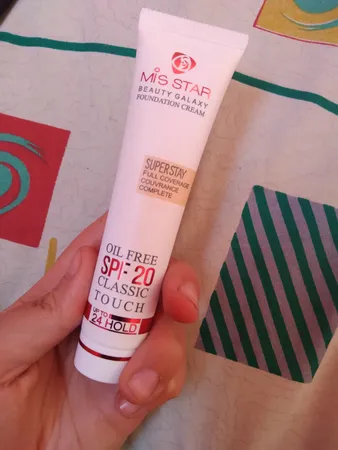 MiS STAR
BEAUTY GALAXY
FOUNDATION CREAM
SUPERSTAY
FULL COVERAGE
COUVRANCE
COMPLETE
OIL FREE
SPF 20
CLASSIC
TOUCH
UP TO
24 HOLD